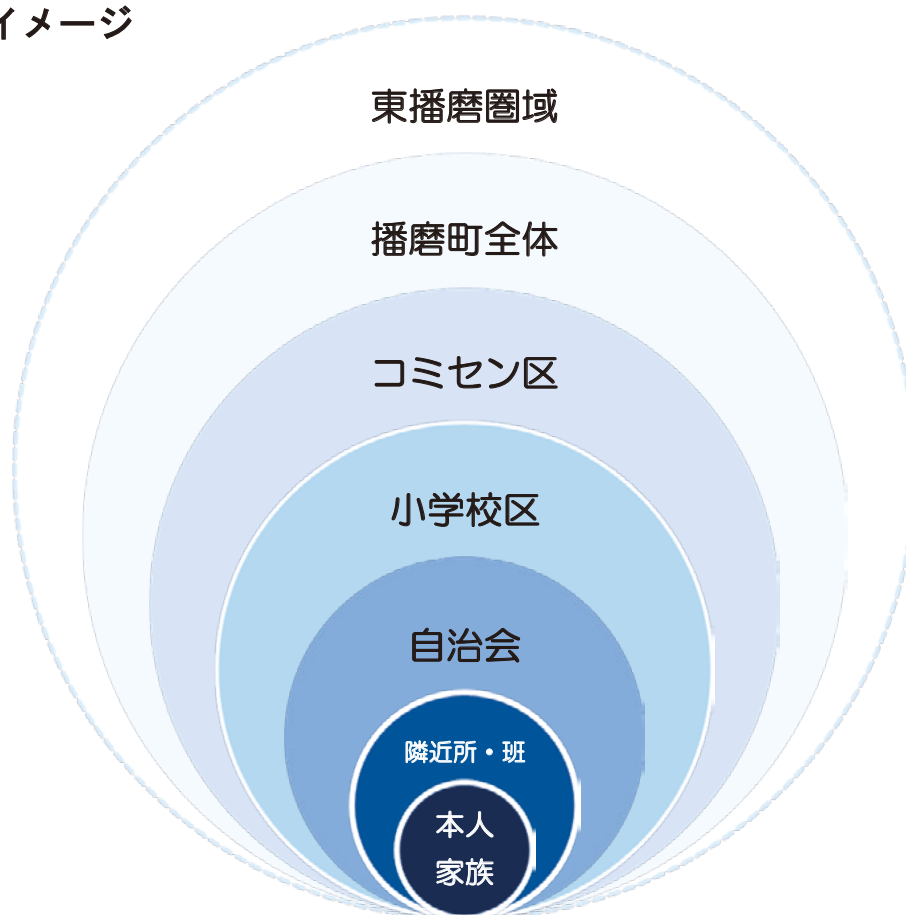 イメージ
東播磨圏域
播磨町全体
コミセン区
小学校区
自治会
隣近所・班
本人
家族